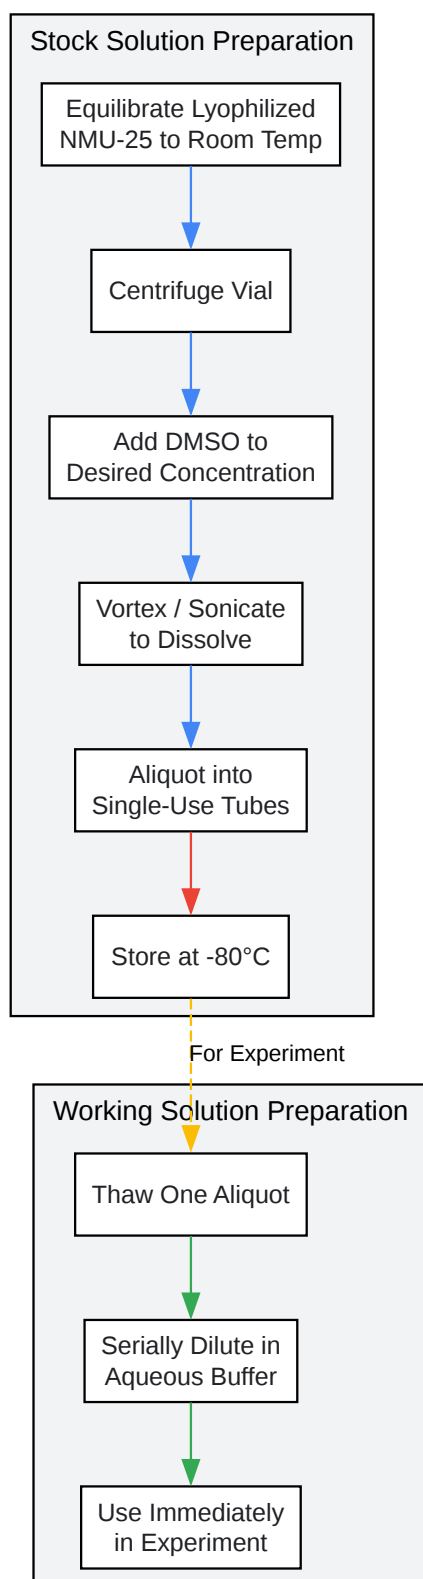 Stock Solution Preparation
Equilibrate Lyophilized
NMU-25 to Room Temp
Centrifuge Vial
Add DMSO to
Desired Concentration
Vortex / Sonicate
to Dissolve
Aliquot into
Single-Use Tubes
Store at -80°C
For Experiment
Working Solution Preparation
Thaw One Aliquot
Serially Dilute in
Aqueous Buffer
Use Immediately
in Experiment